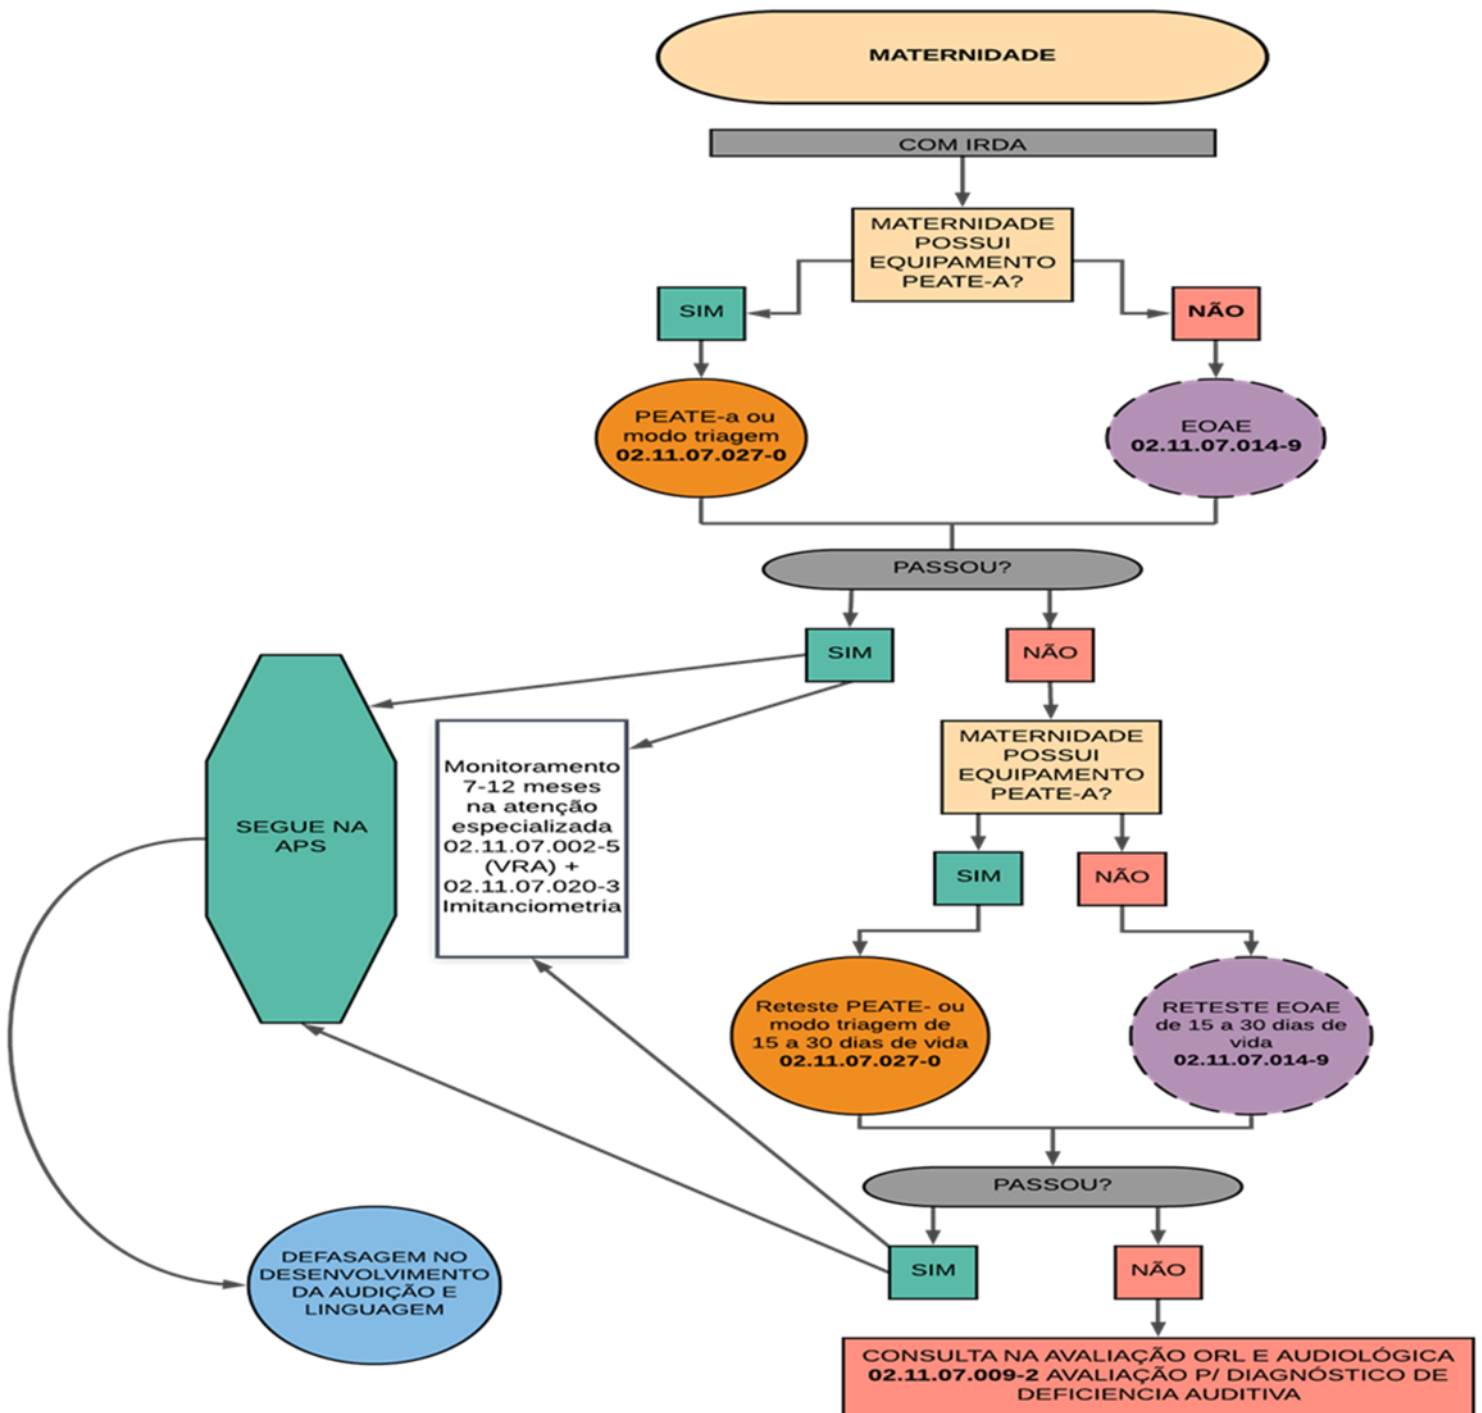 MATERNIDADE
COM IRDA
MATERNIDADE
POSSUI
EQUIPAMENTO
PEATE-A?
SIM
NÃO
PEATE-a ou
modo triagem
02.11.07.027-0
EOAE
02.11.07.014-9
PASSOU?
SIM
NÃO
MATERNIDADE
POSSUI
EQUIPAMENTO
PEATE-A?
Monitoramento
7-12 meses
na atenção
especializada
02.11.07.002-5
(VRA) +
02.11.07.020-3
Imitanciometria
SEGUE NA
APS
SIM
NÃO
Reteste PEATE- ou
modo triagem de
15 a 30 dias de vida
02.11.07.027-0
RETESTE EOAE
de 15 a 30 dias de
vida
02.11.07.014-9
PASSOU?
SIM
NÃO
DEFASAGEM NO
DESENVOLVIMENTO
DA AUDIÇÃO E
LINGUAGEM
CONSULTA NA AVALIAÇÃO ORL E AUDIOLÓGICA
02.11.07.009-2 AVALIAÇÃO P/ DIAGNÓSTICO DE
DEFICIENCIA AUDITIVA